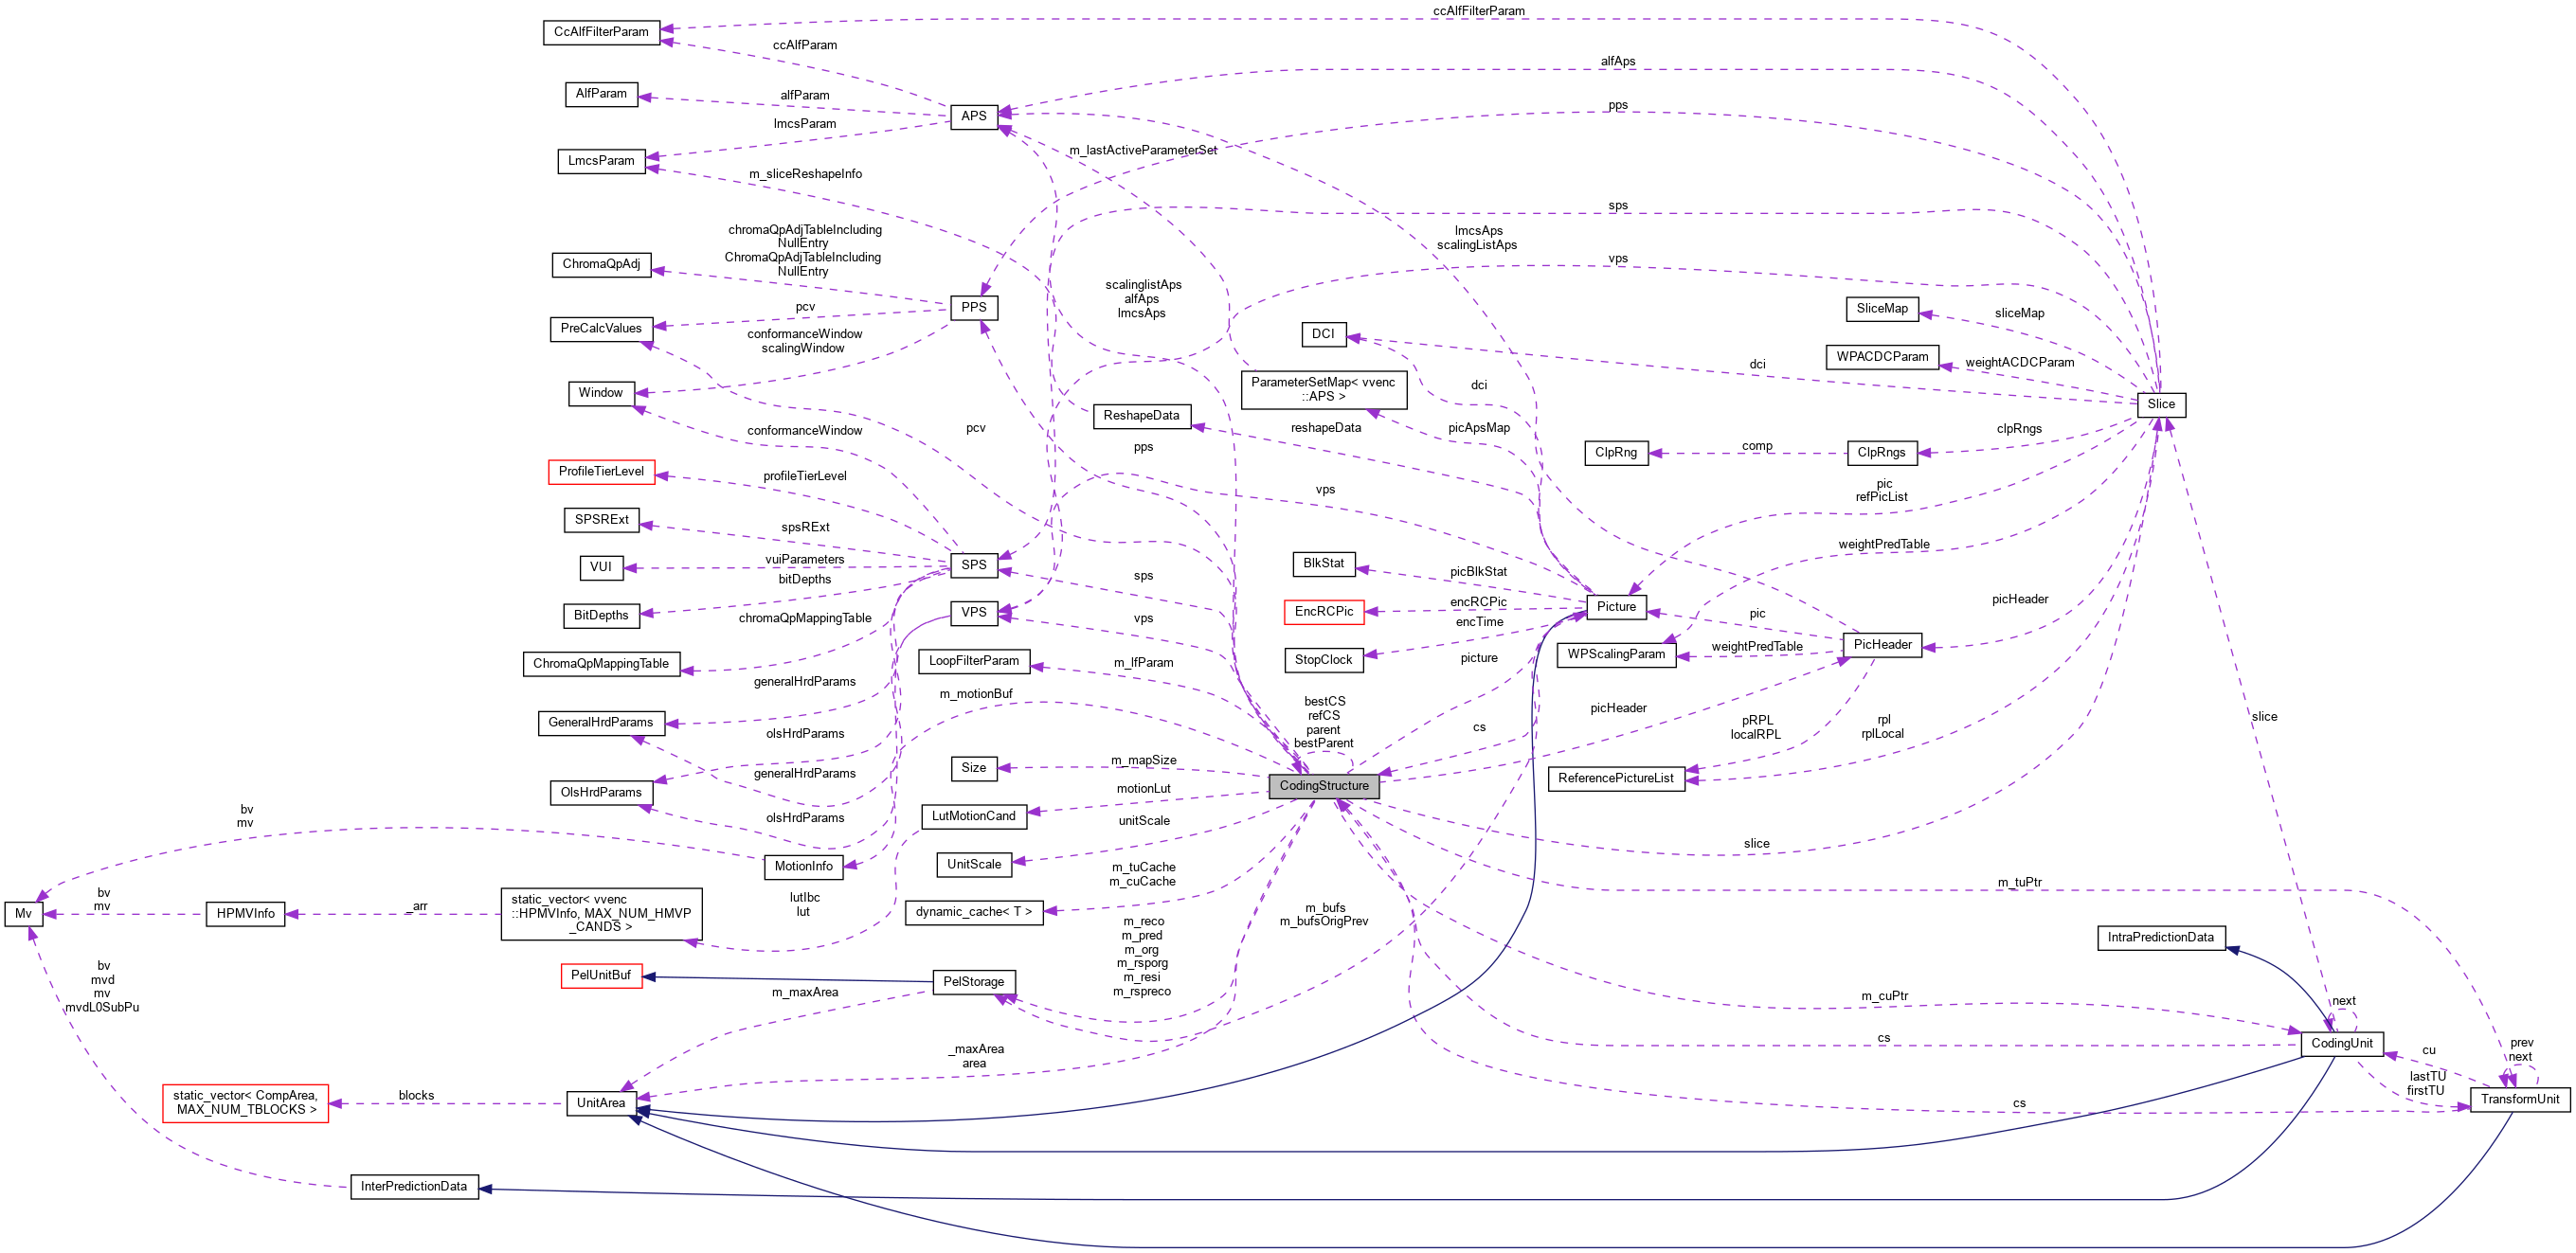 ccAlfFilterParam
CcAlfFilterParam
ccAlfParam
alfAps
AlfParam
alfParam
pps
APS
lmcsParam
m_lastActiveParameterSet
LmcsParam
m_sliceReshapeInfo
sps
chromaQpAdjTableIncluding
NullEntry
ChromaQpAdjTableIncluding
NullEntry
lmcsAps
scalingListAps
ChromaQpAdj
vps
scalinglistAps
alfAps
lmcsAps
pcv
PPS
SliceMap
sliceMap
PreCalcValues
conformanceWindow
scalingWindow
DCI
WPACDCParam
weightACDCParam
dci
Window
ParameterSetMap< vvenc
::APS >
dci
Slice
ReshapeData
conformanceWindow
pcv
reshapeData
picApsMap
clpRngs
pps
ClpRng
comp
ClpRngs
ProfileTierLevel
profileTierLevel
vps
pic
refPicList
SPSRExt
spsRExt
VUI
vuiParameters
SPS
BlkStat
picBlkStat
weightPredTable
bitDepths
sps
BitDepths
VPS
EncRCPic
encRCPic
Picture
pic
picHeader
chromaQpMappingTable
vps
encTime
ChromaQpMappingTable
LoopFilterParam
m_lfParam
StopClock
picture
WPScalingParam
weightPredTable
PicHeader
generalHrdParams
m_motionBuf
bestCS
refCS
parent
bestParent
picHeader
GeneralHrdParams
olsHrdParams
cs
pRPL
localRPL
rpl
rplLocal
slice
Size
m_mapSize
generalHrdParams
OlsHrdParams
CodingStructure
ReferencePictureList
motionLut
bv
mv
olsHrdParams
LutMotionCand
unitScale
slice
MotionInfo
UnitScale
m_tuCache
m_cuCache
m_tuPtr
Mv
bv
mv
HPMVInfo
_arr
static_vector< vvenc
::HPMVInfo, MAX_NUM_HMVP
_CANDS >
lutIbc
lut
dynamic_cache< T >
m_bufs
m_bufsOrigPrev
m_reco
m_pred
m_org
m_rsporg
m_resi
m_rspreco
IntraPredictionData
bv
mvd
mv
mvdL0SubPu
PelUnitBuf
PelStorage
m_maxArea
m_cuPtr
next
cs
CodingUnit
cu
prev
next
_maxArea
area
lastTU
firstTU
static_vector< CompArea,
MAX_NUM_TBLOCKS >
blocks
UnitArea
cs
TransformUnit
InterPredictionData